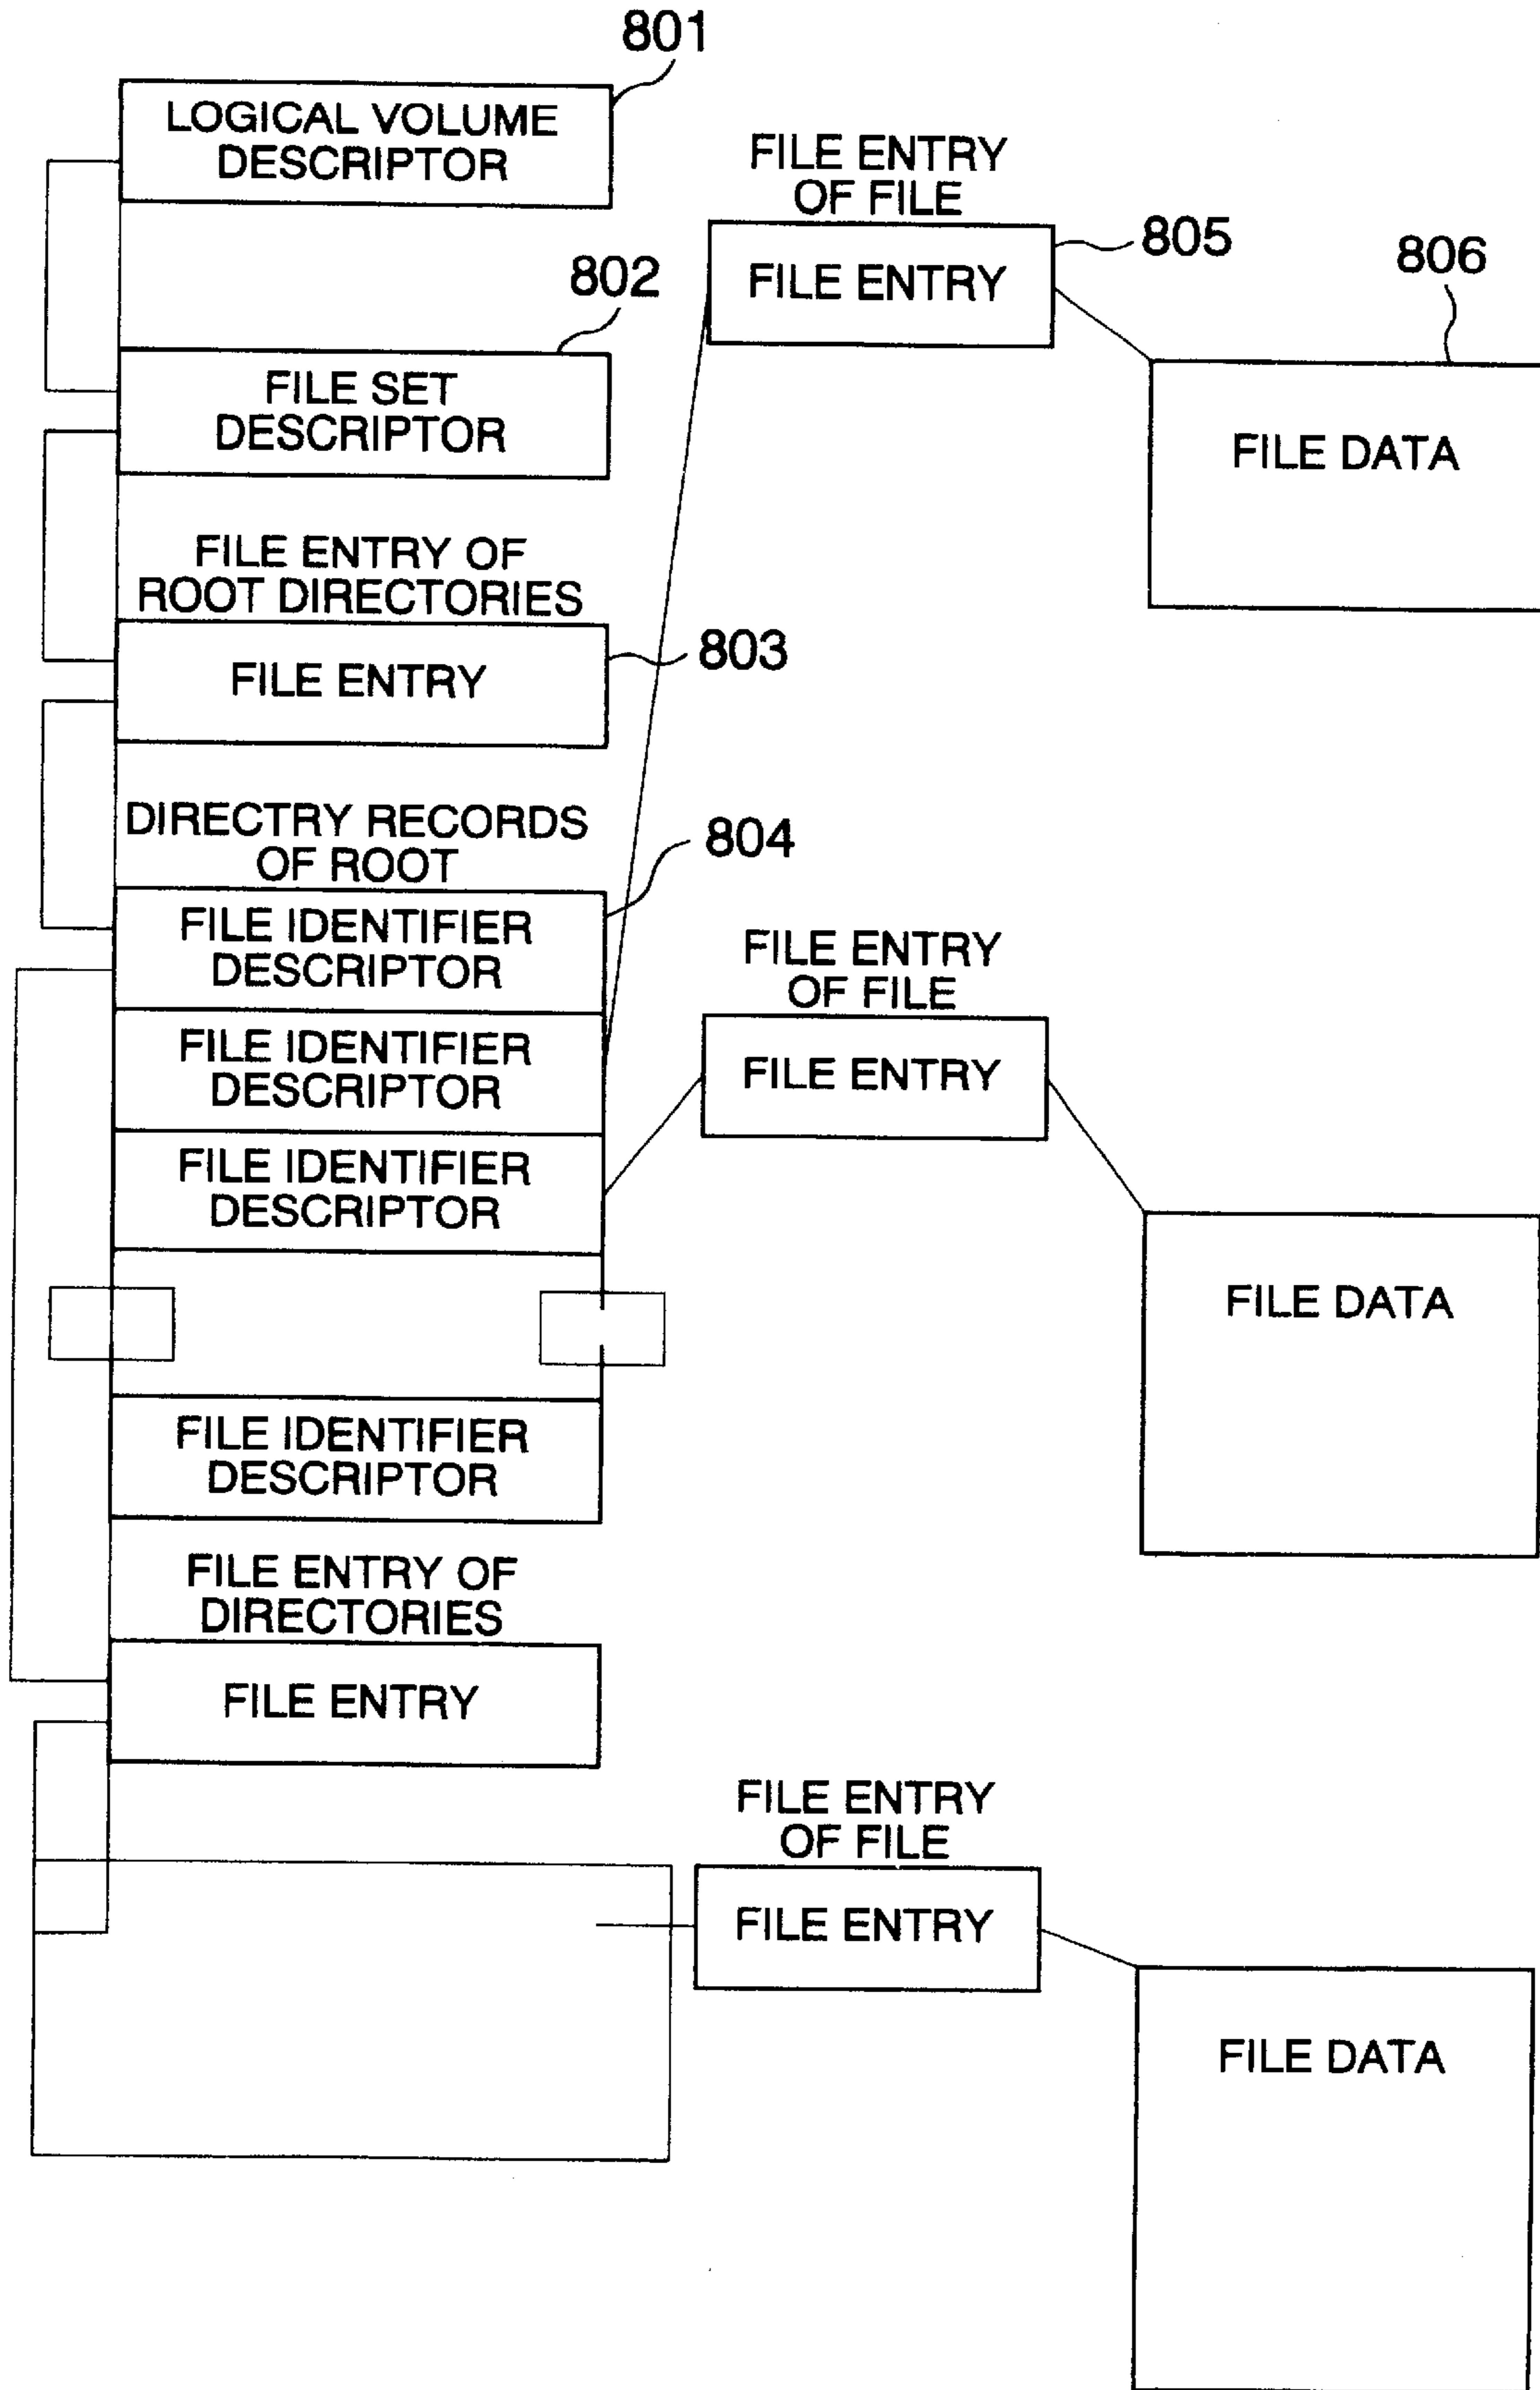 801
LOGICAL VOLUME
DESCRIPTOR
802
FILE SET
DESCRIPTOR
FILE ENTRY OF
ROOT DIRECTORIES
FILE ENTRY
803
DIRECTRY RECORDS
OF ROOT
804
FILE IDENTIFIER
DESCRIPTOR
FILE IDENTIFIER
DESCRIPTOR
FILE IDENTIFIER
DESCRIPTOR
FILE IDENTIFIER
DESCRIPTOR
FILE ENTRY OF
DIRECTORIES
FILE ENTRY
FILE ENTRY
OF FILE
FILE ENTRY
805
806
FILE DATA
FILE ENTRY
OF FILE
FILE ENTRY
FILE DATA
FILE ENTRY
OF FILE
FILE ENTRY
FILE DATA